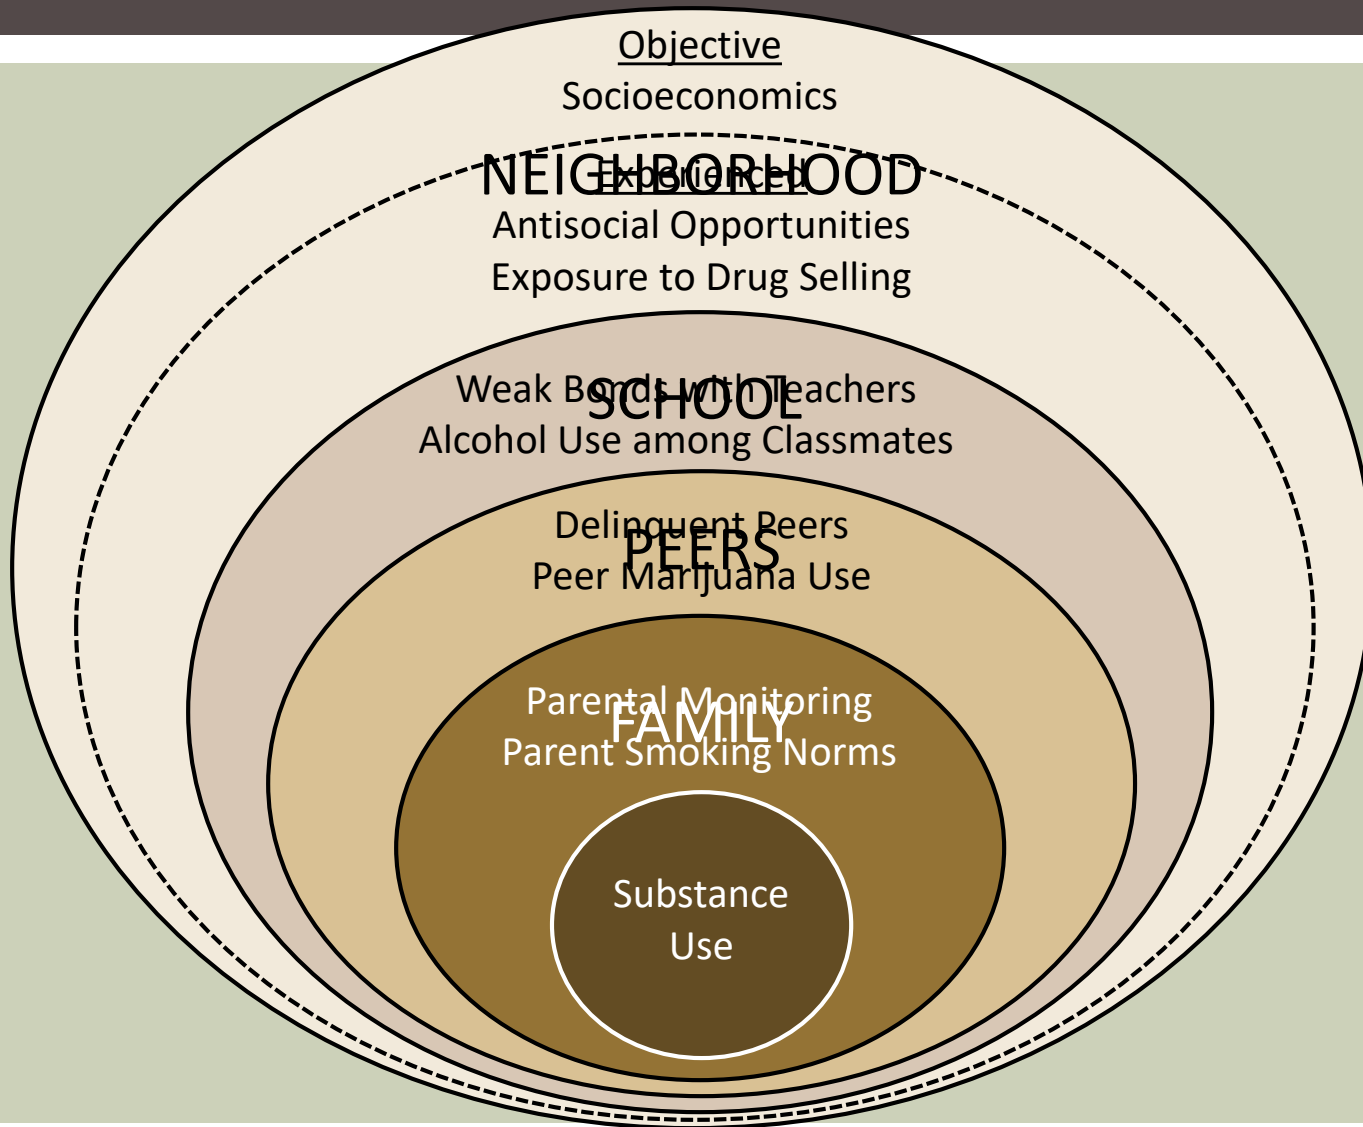 Objective
Socioeconomics
NEIGHBORHOOD
Experienced
Antisocial Opportunities
Exposure to Drug Selling
SCHOOL
Weak Bonds with Teachers
Alcohol Use among Classmates
PEERS
Delinquent Peers
Peer Marijuana Use
FAMILY
Parental Monitoring
Parent Smoking Norms
Substance
Use